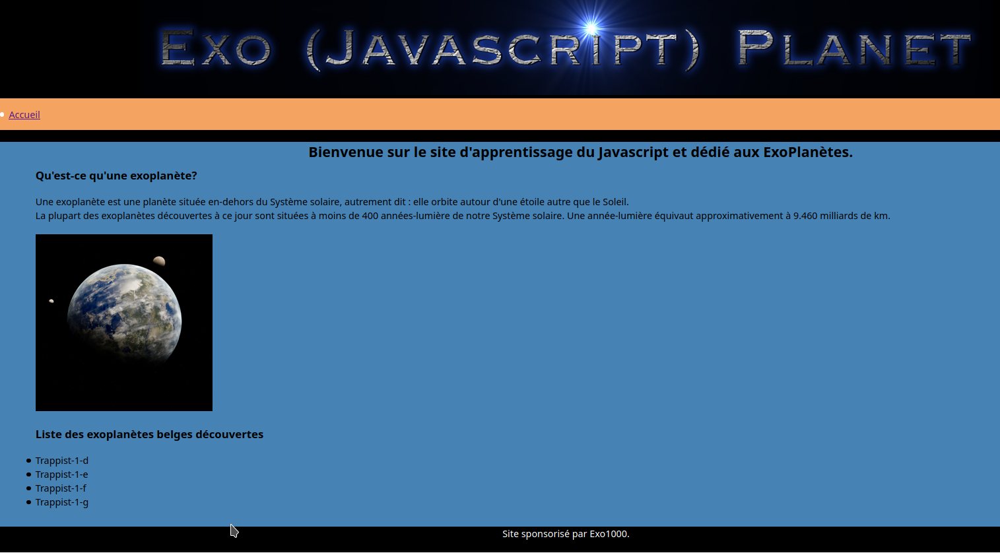 Exo (Javascript) Planet
Accueil
Bienvenue sur le site d'apprentissage du Javascript et dédié aux ExoPlanètes.
Qu'est-ce qu'une exoplanète?
Une exoplanète est une planète située en-dehors du Système solaire, autrement dit : elle orbite autour d'une étoile autre que le Soleil.
La plupart des exoplanètes découvertes à ce jour sont situées à moins de 400 années-lumière de notre Système solaire. Une année-lumière équivaut approximativement à 9.460 milliards de km.
Liste des exoplanètes belges découvertes
Trappist-1-d
Trappist-1-e
Trappist-1-f
Trappist-1-g
Site sponsorisé par Exo1000.